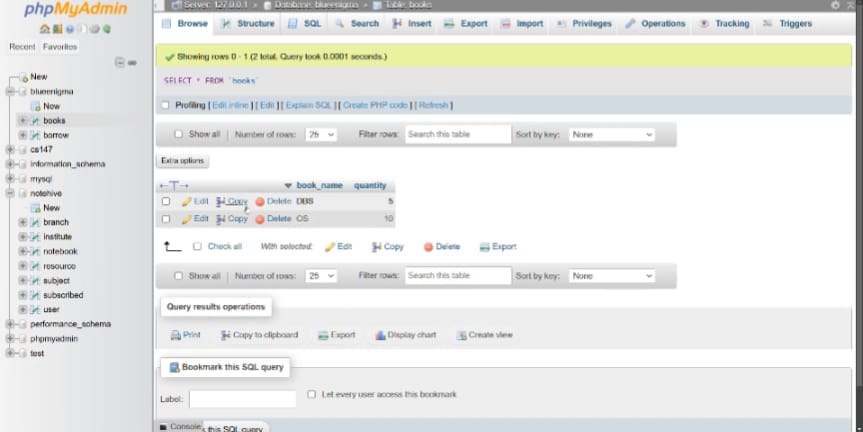 phpMyAdmin
Recent Favorites
New
blueenigma
New
books
borrow
cs147
information_schema
mysql
notehive
New
branch
institute
notebook
resource
subject
subscribed
user
performance_schema
phpmyadmin
test
Server: 127.0.0.1 » Database: blueenigma » Table: books
Browse Structure SQL Search Insert Export Import Privileges Operations Tracking Triggers
Showing rows 0 - 1 (2 total, Query took 0.0001 seconds.)
SELECT * FROM `books`
Profiling [ Edit inline ] [ Edit ] [ Explain SQL ] [ Create PHP code ] [ Refresh ]
Show all Number of rows: 25 Filter rows: Search this table Sort by key: None
Extra options
←T→ book_name quantity
Edit Copy Delete DBS 5
Edit Copy Delete OS 10
Check all With selected: Edit Copy Delete Export
Show all Number of rows: 25 Filter rows: Search this table Sort by key: None
Query results operations
Print Copy to clipboard Export Display chart Create view
Bookmark this SQL query
Label: Let every user access this bookmark
Console this SQL query